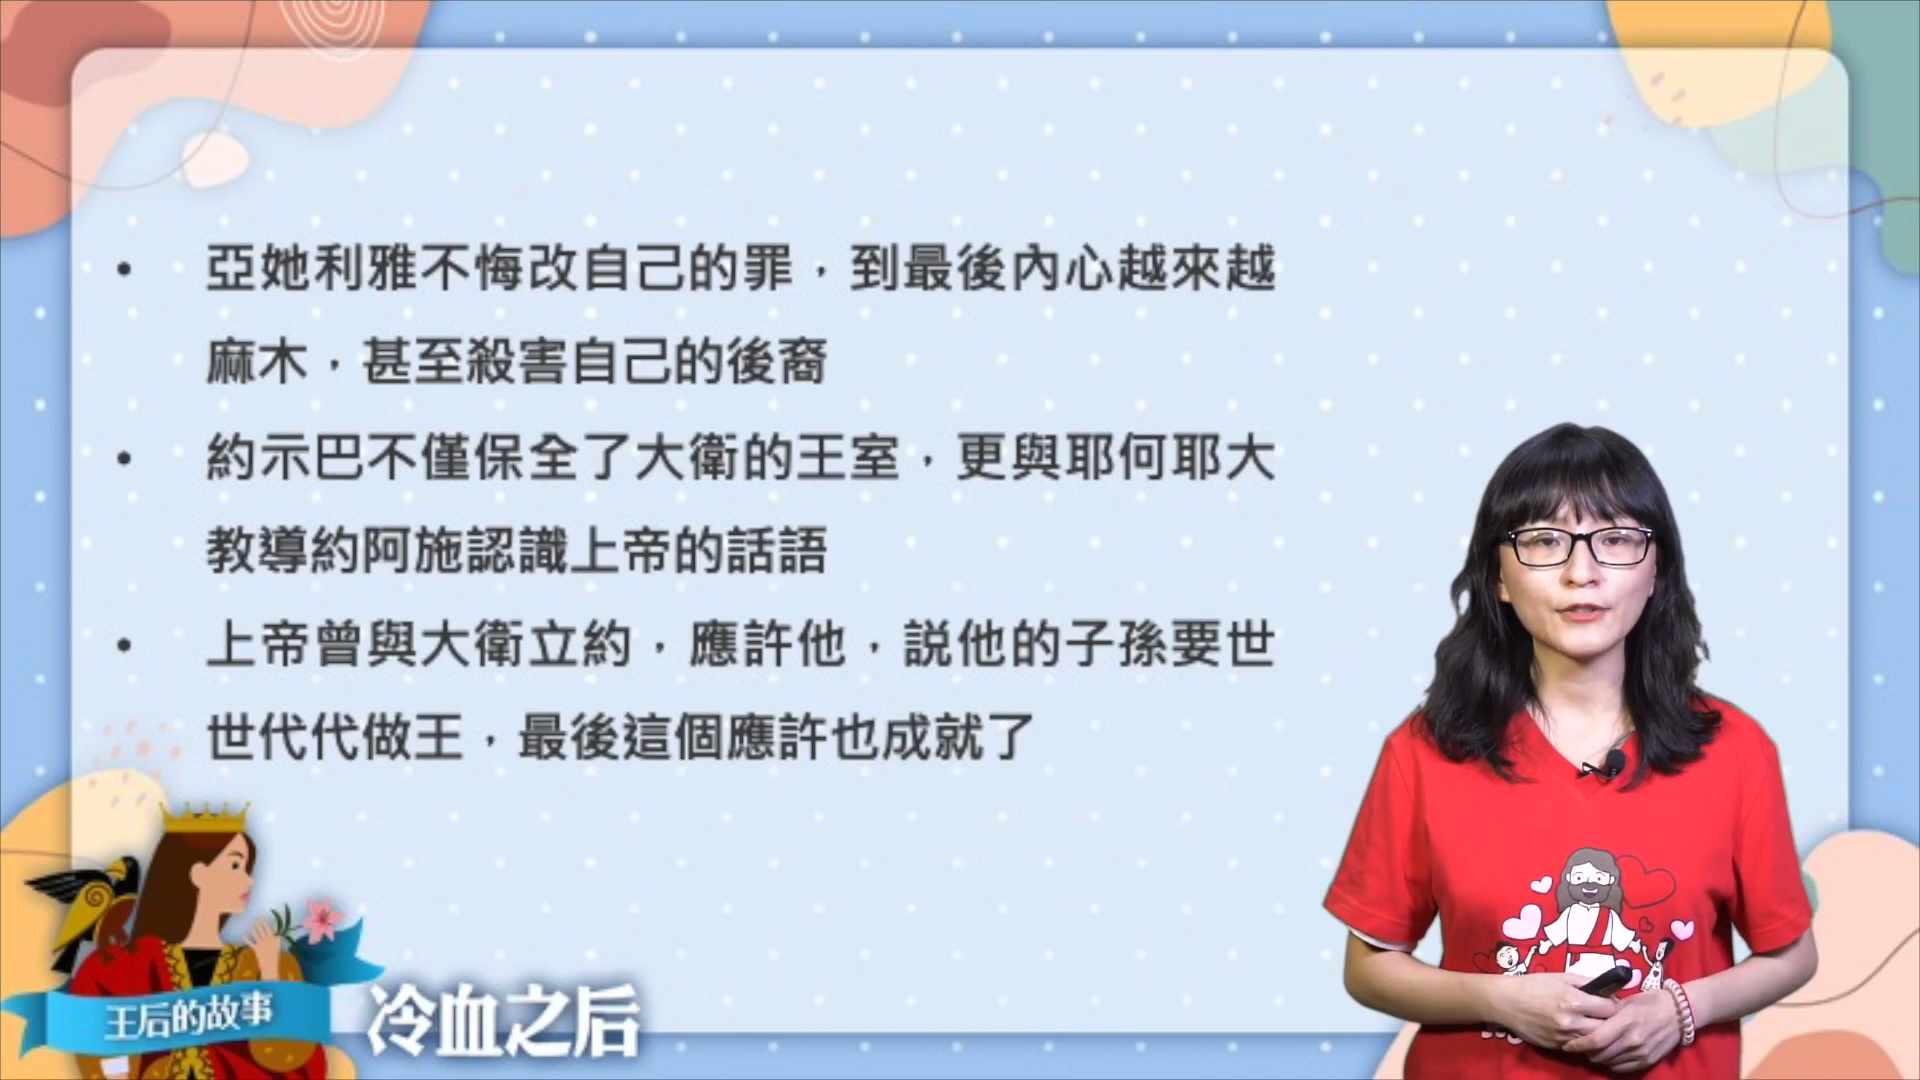 • 亞她利雅不悔改自己的罪，到最後內心越來越
麻木，甚至殺害自己的後裔
• 約示巴不僅保全了大衛的王室，更與耶何耶大
教導約阿施認識上帝的話語
• 上帝曾與大衛立約，應許他，説他的子孫要世
世代代做王，最後這個應許也成就了
王后的故事
冷血之后